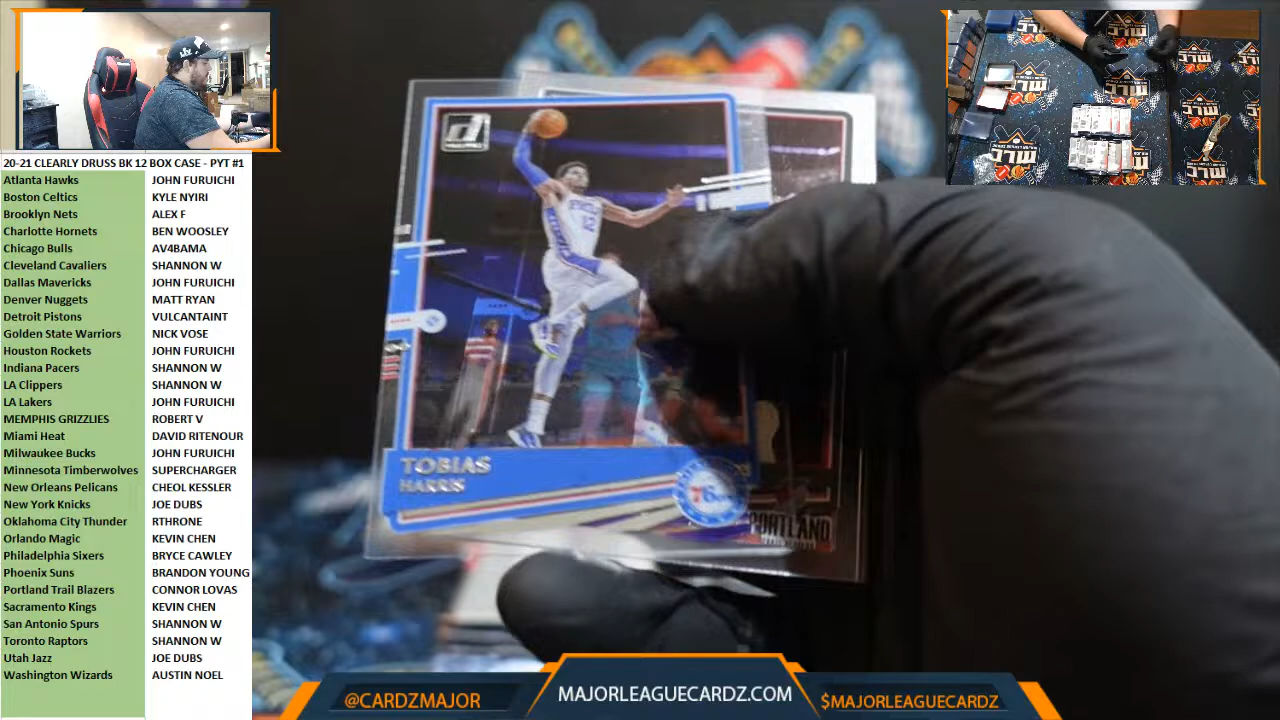 20-21 CLEARLY DRUSS BK 12 BOX CASE - PYT #1
Atlanta Hawks JOHN FURUICHI
Boston Celtics KYLE NYIRI
Brooklyn Nets ALEX F
Charlotte Hornets BEN WOOSLEY
Chicago Bulls AV4BAMA
Cleveland Cavaliers SHANNON W
Dallas Mavericks JOHN FURUICHI
Denver Nuggets MATT RYAN
Detroit Pistons VULCANTAINT
Golden State Warriors NICK VOSE
Houston Rockets JOHN FURUICHI
Indiana Pacers SHANNON W
LA Clippers SHANNON W
LA Lakers JOHN FURUICHI
MEMPHIS GRIZZLIES ROBERT V
Miami Heat DAVID RITENOUR
Milwaukee Bucks JOHN FURUICHI
Minnesota Timberwolves SUPERCHARGER
New Orleans Pelicans CHEOL KESSLER
New York Knicks JOE DUBS
Oklahoma City Thunder RTHRONE
Orlando Magic KEVIN CHEN
Philadelphia Sixers BRYCE CAWLEY
Phoenix Suns BRANDON YOUNG
Portland Trail Blazers CONNOR LOVAS
Sacramento Kings KEVIN CHEN
San Antonio Spurs SHANNON W
Toronto Raptors SHANNON W
Utah Jazz JOE DUBS
Washington Wizards AUSTIN NOEL
TOBIAS
HARRIS
76
PORTLAND
@CARDZMAJOR
MAJORLEAGUECARDZ.COM
$MAJORLEAGUECARDZ